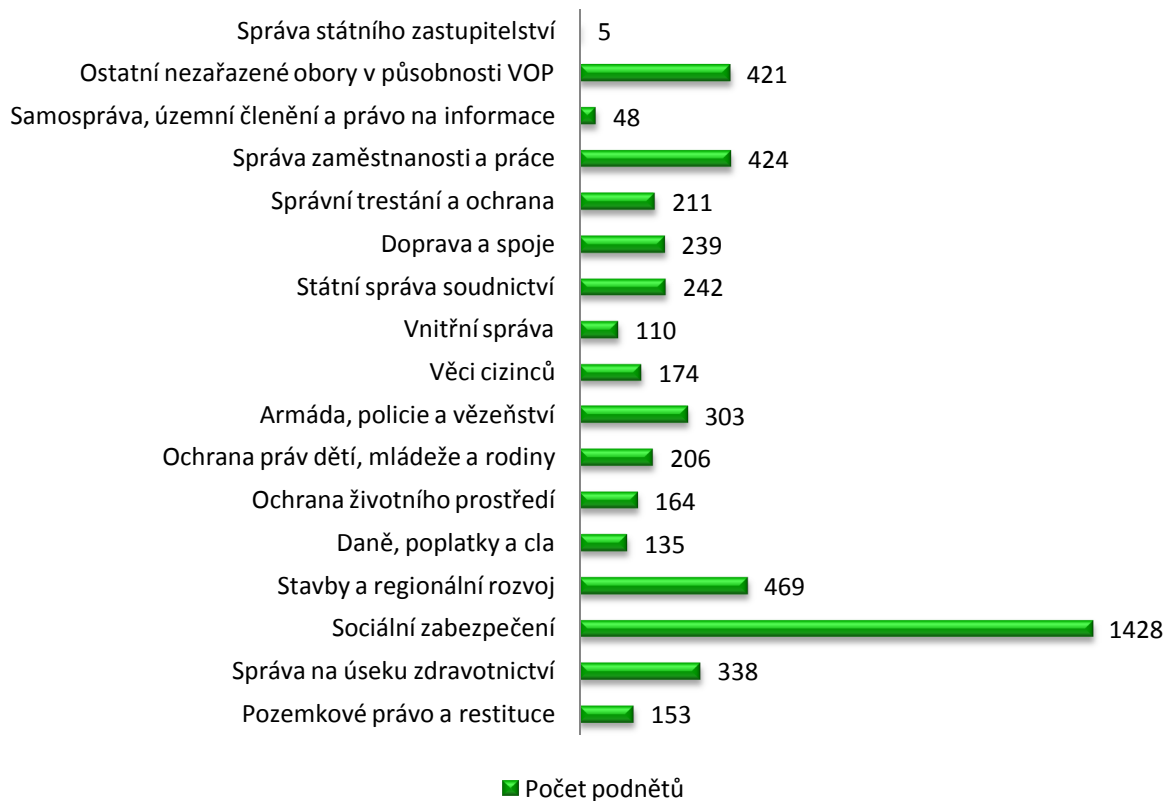 Správa státního zastupitelství 5
Ostatní nezařazené obory v působnosti VOP 421
Samospráva, územní členění a právo na informace 48
Správa zaměstnanosti a práce 424
Správní trestání a ochrana 211
Doprava a spoje 239
Státní správa soudnictví 242
Vnitřní správa 110
Věci cizinců 174
Armáda, policie a vězeňství 303
Ochrana práv dětí, mládeže a rodiny 206
Ochrana životního prostředí 164
Daně, poplatky a cla 135
Stavby a regionální rozvoj 469
Sociální zabezpečení 1428
Správa na úseku zdravotnictví 338
Pozemkové právo a restituce 153
Počet podnětů